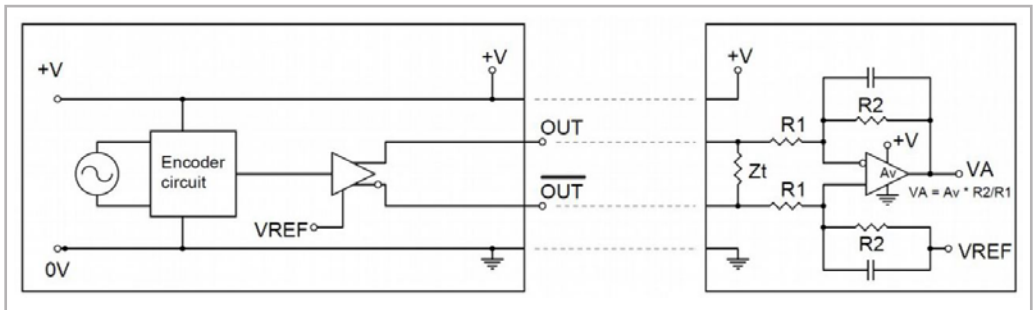 +V
+V
Encoder
circuit
VREF
0V
OUT
OUT
+V
R1
R2
+V
Zt
Av
VA
VA = Av * R2/R1
R1
R2
VREF